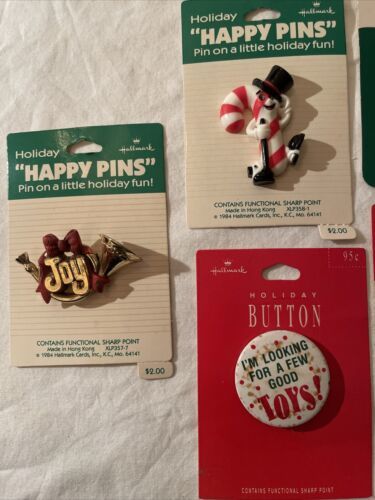 Holiday
Hallmark
"HAPPY PINS"
Pin on a little holiday fun!
CONTAINS FUNCTIONAL SHARP POINT
Made in Hong Kong XLP358-1
© 1984 Hallmark Cards, Inc., K.C., Mo. 64141
$2.00
Holiday
Hallmark
"HAPPY PINS"
Pin on a little holiday fun!
Joy
CONTAINS FUNCTIONAL SHARP POINT
Made in Hong Kong XLP357-7
© 1984 Hallmark Cards, Inc., K.C., Mo. 64141
$2.00
95¢
Hallmark
HOLIDAY
BUTTON
I'M LOOKING
FOR A FEW
GOOD
TOYS!
CONTAINS FUNCTIONAL SHARP POINT